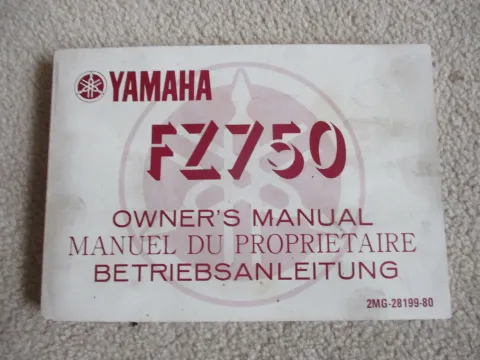 YAMAHA
FZ750
OWNER'S MANUAL
MANUEL DU PROPRIETAIRE
BETRIEBSANLEITUNG
2MG-28199-80